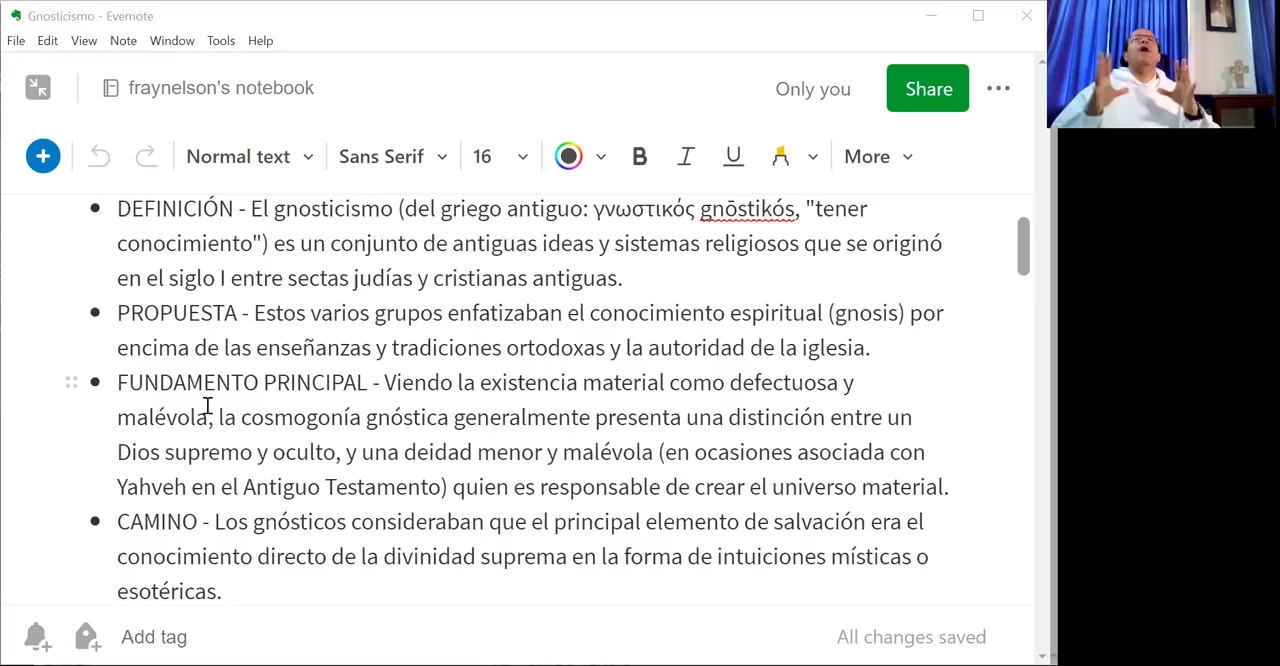 Gnosticismo - Evernote
File Edit View Note Window Tools Help
fraynelson's notebook
Only you
Share
Normal text
Sans Serif
16
B I U
More
• DEFINICIÓN - El gnosticismo (del griego antiguo: γνωστικός gnōstikós, "tener
conocimiento") es un conjunto de antiguas ideas y sistemas religiosos que se originó
en el siglo I entre sectas judías y cristianas antiguas.
• PROPUESTA - Estos varios grupos enfatizaban el conocimiento espiritual (gnosis) por
encima de las enseñanzas y tradiciones ortodoxas y la autoridad de la iglesia.
• FUNDAMENTO PRINCIPAL - Viendo la existencia material como defectuosa y
malévola, la cosmogonía gnóstica generalmente presenta una distinción entre un
Dios supremo y oculto, y una deidad menor y malévola (en ocasiones asociada con
Yahveh en el Antiguo Testamento) quien es responsable de crear el universo material.
• CAMINO - Los gnósticos consideraban que el principal elemento de salvación era el
conocimiento directo de la divinidad suprema en la forma de intuiciones místicas o
esotéricas.
Add tag
All changes saved